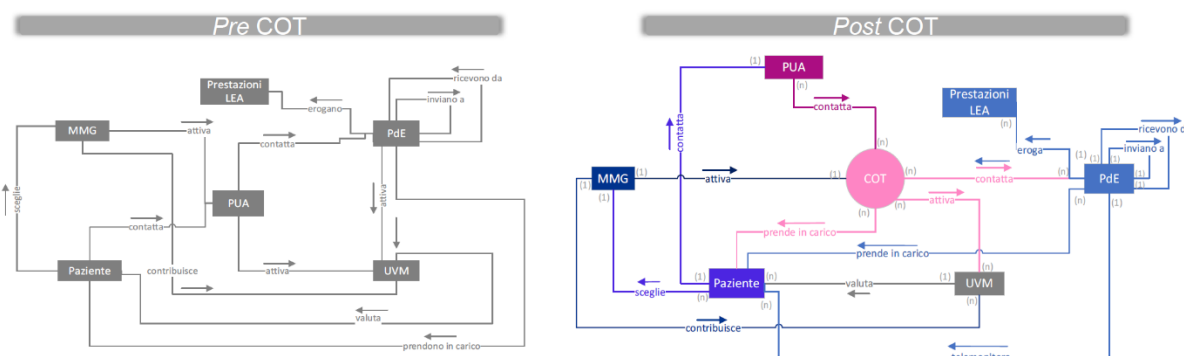 Pre COT
Prestazioni
LEA
ricevono da
erogano
inviano a
MMG
attiva
PdE
contatta
sceglie
PUA
attiva
contatta
Paziente
contribuisce
attiva
UVM
valuta
prendono in carico
Post COT
(1)
PUA
(n)
contatta
Prestazioni
LEA
(n)
contatta
ricevono d
(n)
eroga
inviano a
(1)
(1)
(1)
MMG
(1)
(1)
attiva
(1)
COT
(n)
contatta
(n)
PdE
(1)
(1)
(1)
(n)
attiva
(n)
(n)
(1)
prende in carico
prende in carico
(n)
(1)
Paziente
(n)
valuta
(1)
UVM
sceglie
(n)
(n)
(n)
contribuisce